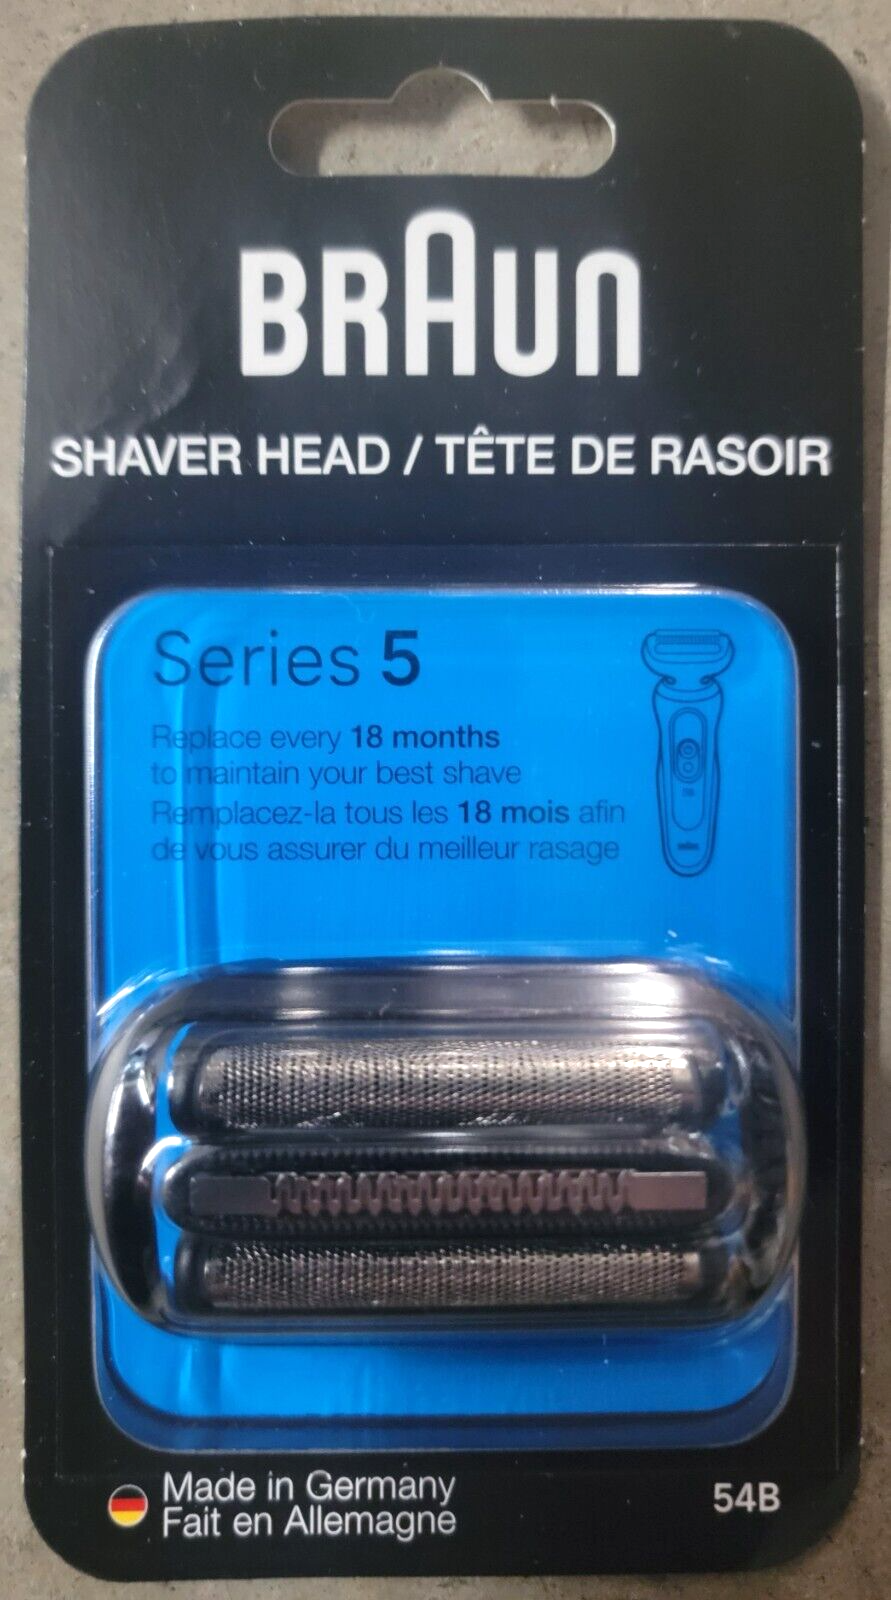 BRAUN
SHAVER HEAD / TÊTE DE RASOIR
Series 5
Replace every 18 months
to maintain your best shave
Remplacez-la tous les 18 mois afin
de vous assurer du meilleur rasage
Made in Germany
Fait en Allemagne
54B